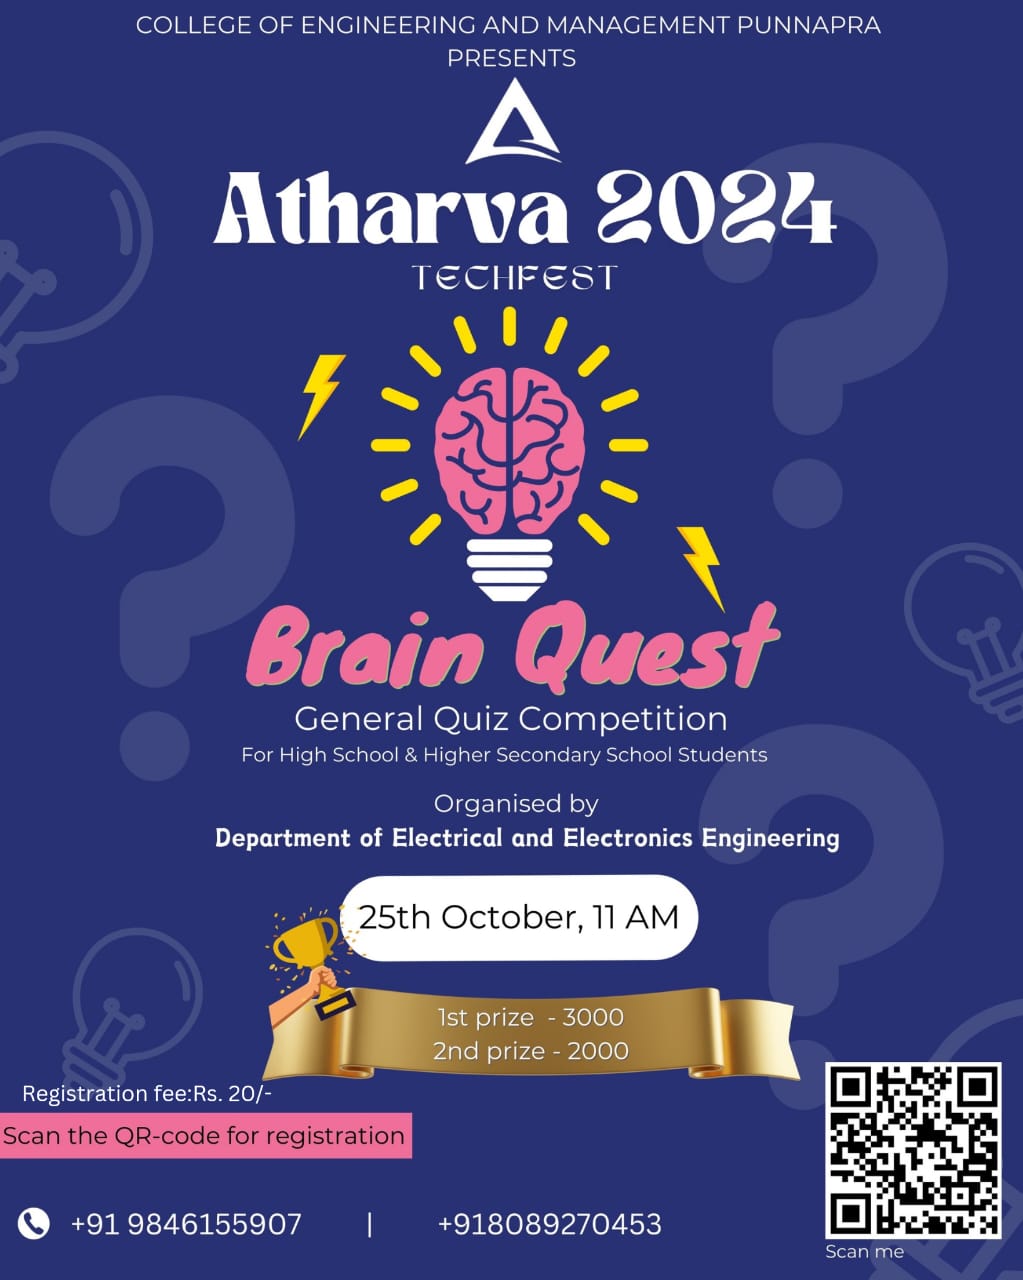 COLLEGE OF ENGINEERING AND MANAGEMENT PUNNAPRA
PRESENTS
Atharva 2024
TECHFEST
Brain Quest
General Quiz Competition
For High School & Higher Secondary School Students
Organised by
Department of Electrical and Electronics Engineering
25th October, 11 AM
1st prize - 3000
2nd prize - 2000
Registration fee:Rs. 20/-
Scan the QR-code for registration
+91 9846155907 | +918089270453
Scan me